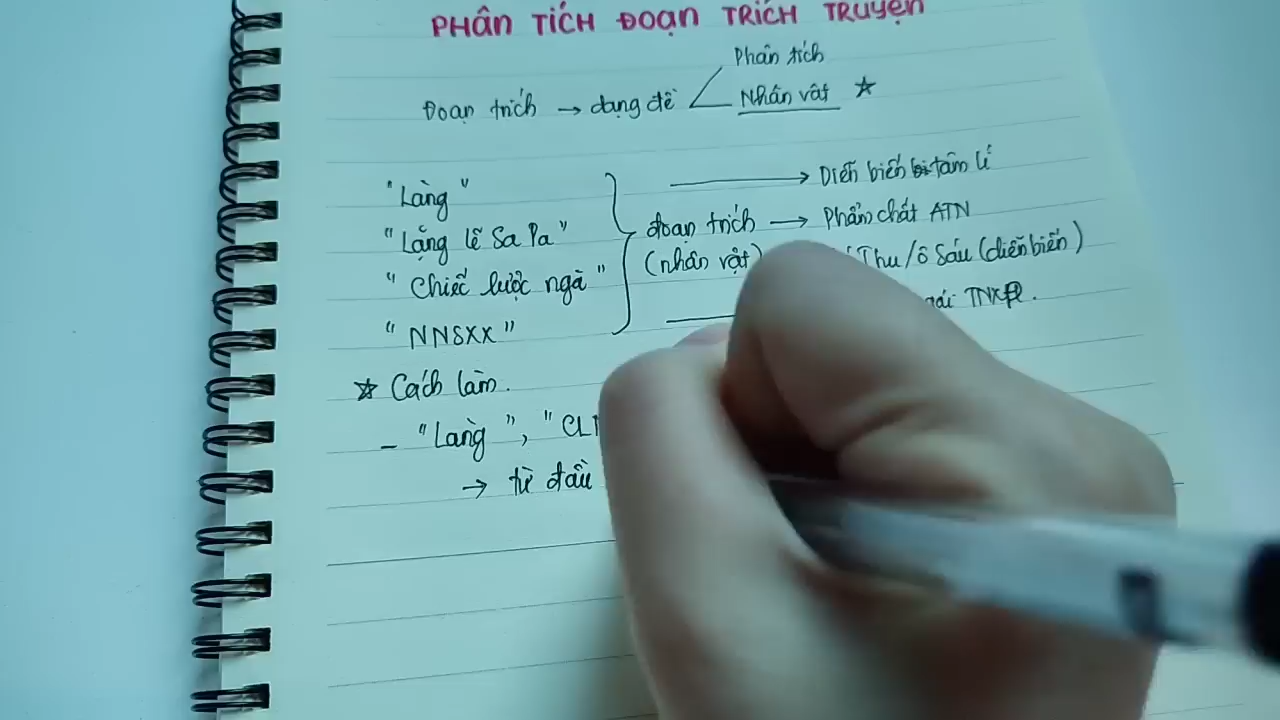 PHÂN TÍCH ĐOẠN TRÍCH TRUYỆN
Phân tích
Đoạn trích → dạng đề
Nhân vật ☆
→ Diễn biến tâm lí
"Làng"
"Lặng lẽ Sa Pa"
đoạn trích → Phẩm chất ATN
(nhân vật)
Thu / ô Sáu (diễn biến)
"Chiếc lược ngà"
TNXP.
"NNSXX"
☆ Cách làm.
- "Làng", "CL
→ từ đầu